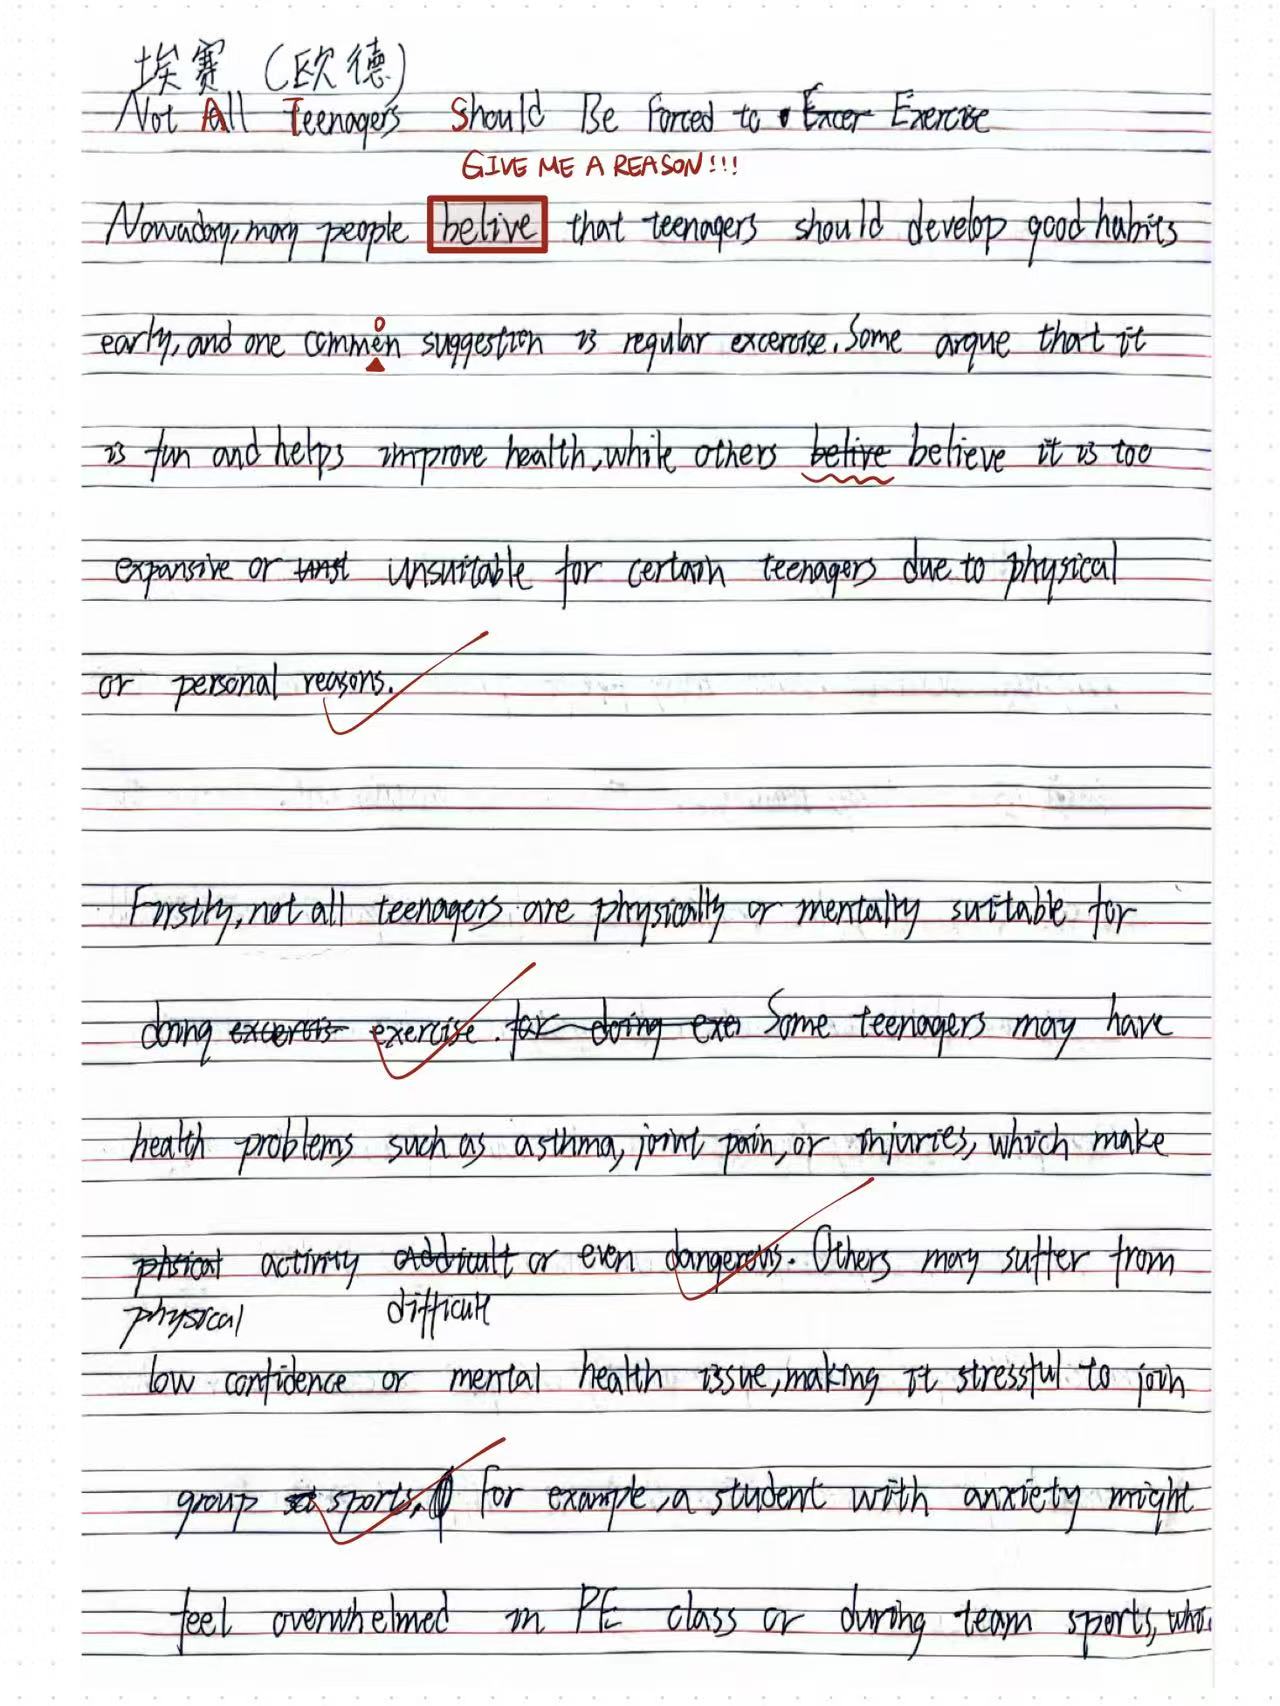 埃赛（欧德）
Not All Teenagers Should Be Forced to Excer Exercise
GIVE ME A REASON!!!
Nowaday, many people belive that teenagers should develop good habits
early, and one commen suggestion is regular excercise. Some argue that it
o
is fun and helps improve health, while others belive believe it is too
expansive or unst unsuitable for certain teenagers due to physical
or personal reasons.
Firstly, not all teenagers are physically or mentally suitable for
doing excercis exercise. for doing exe Some teenagers may have
health problems such as asthma, joint pain, or injuries, which make
phsical activity or even dangerous. Others may suffer from
physical difficult
low confidence or mental health issue, making it stressful to join
group sports. For example, a student with anxiety might
feel overwhelmed in PE class or during team sports,